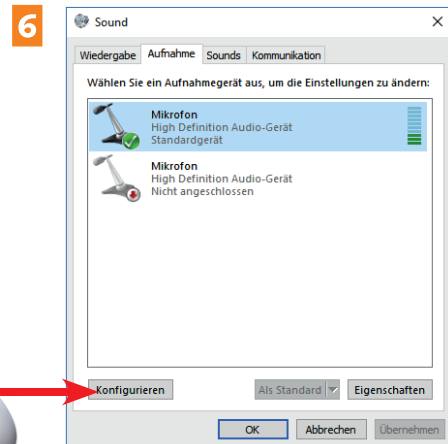 6
Sound
Wiedergabe Aufnahme Sounds Kommunikation
Wählen Sie ein Aufnahmegerät aus, um die Einstellungen zu ändern:
Mikrofon
High Definition Audio-Gerät
Standardgerät
Mikrofon
High Definition Audio-Gerät
Nicht angeschlossen
Konfigurieren Als Standard Eigenschaften
OK Abbrechen Übernehmen